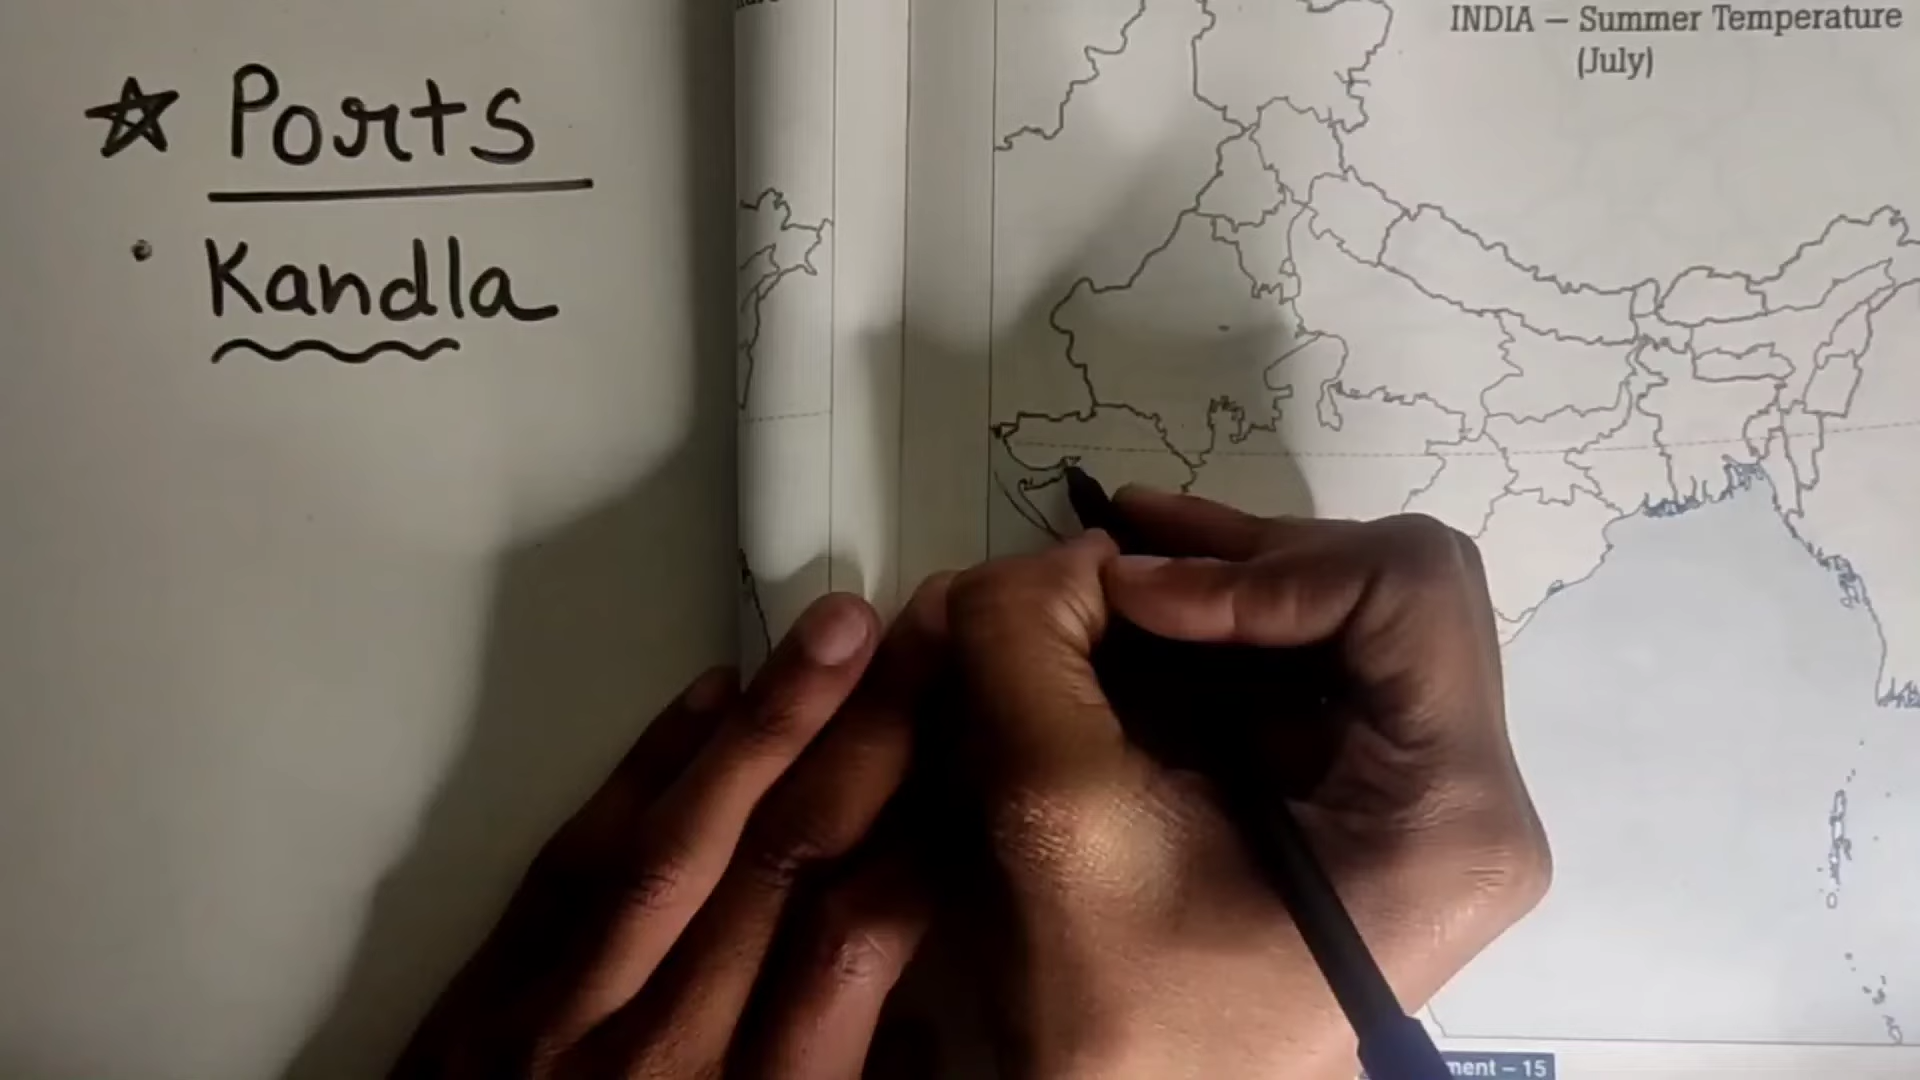 Ports
Kandla
INDIA – Summer Temperature
(July)
ment – 15